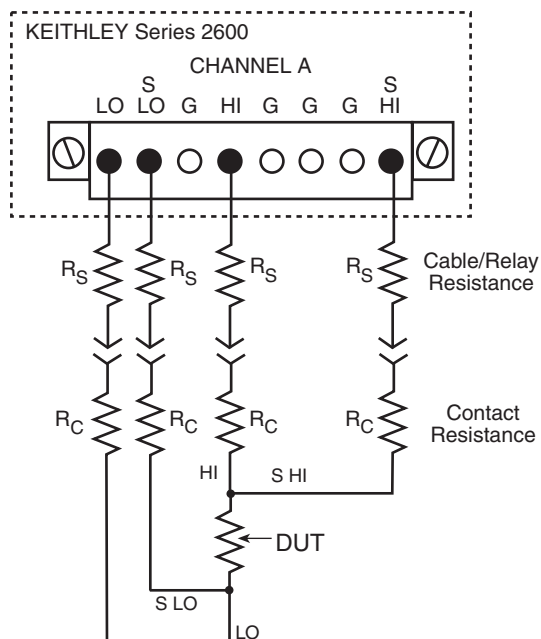 KEITHLEY Series 2600
CHANNEL A
S S
LO LO G HI G G G HI
RS RS RS RS Cable/Relay
Resistance
RC RC RC RC Contact
Resistance
HI S HI
DUT
S LO
LO